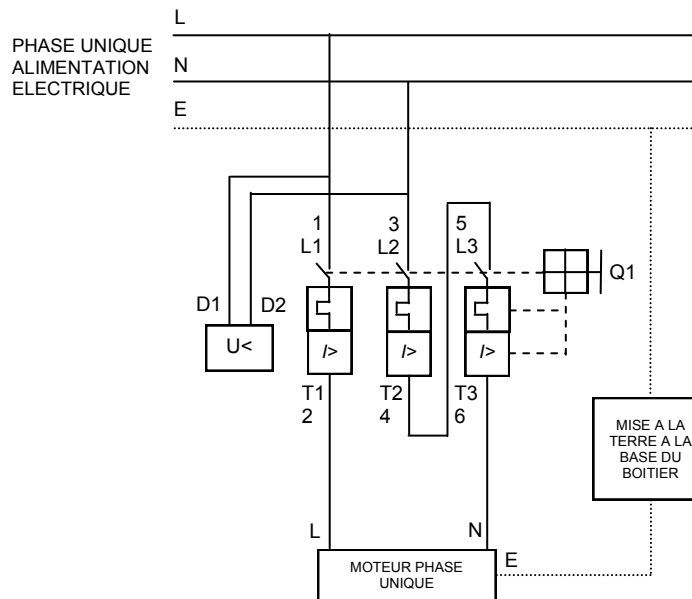 L
PHASE UNIQUE
ALIMENTATION
ELECTRIQUE
N
E
1 3 5
L1 L2 L3
Q1
D1 D2
U<
I> I> I>
T1 T2 T3
2 4 6
MISE A LA
TERRE A LA
BASE DU
BOITIER
L N
E
MOTEUR PHASE
UNIQUE